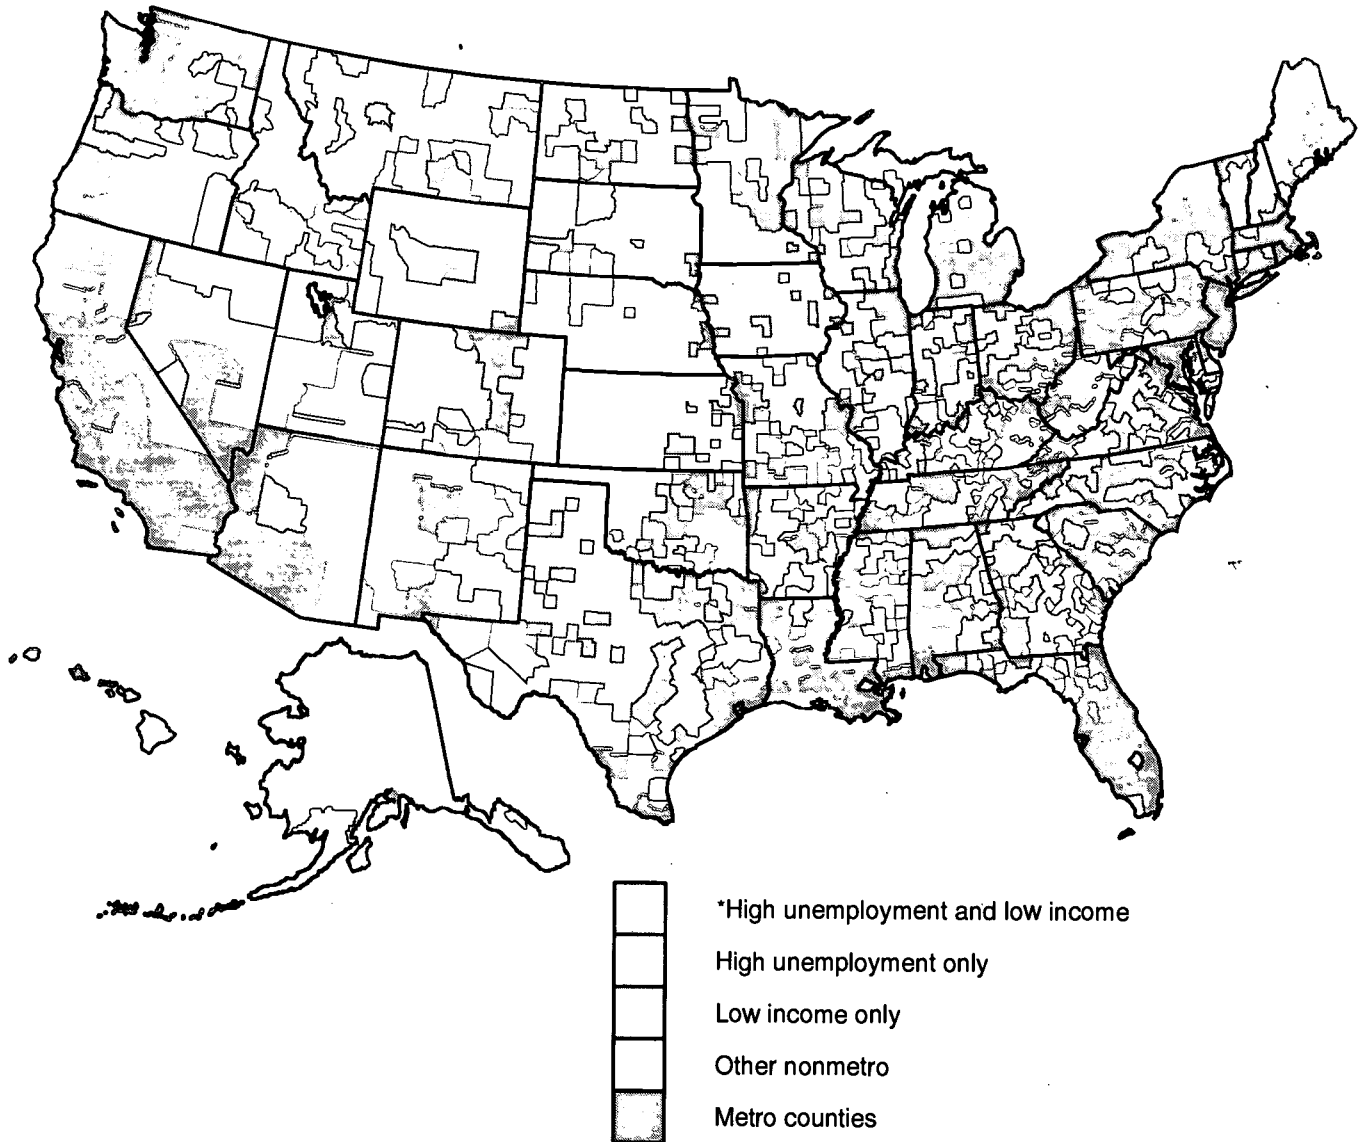 *High unemployment and low income
High unemployment only
Low income only
Other nonmetro
Metro counties